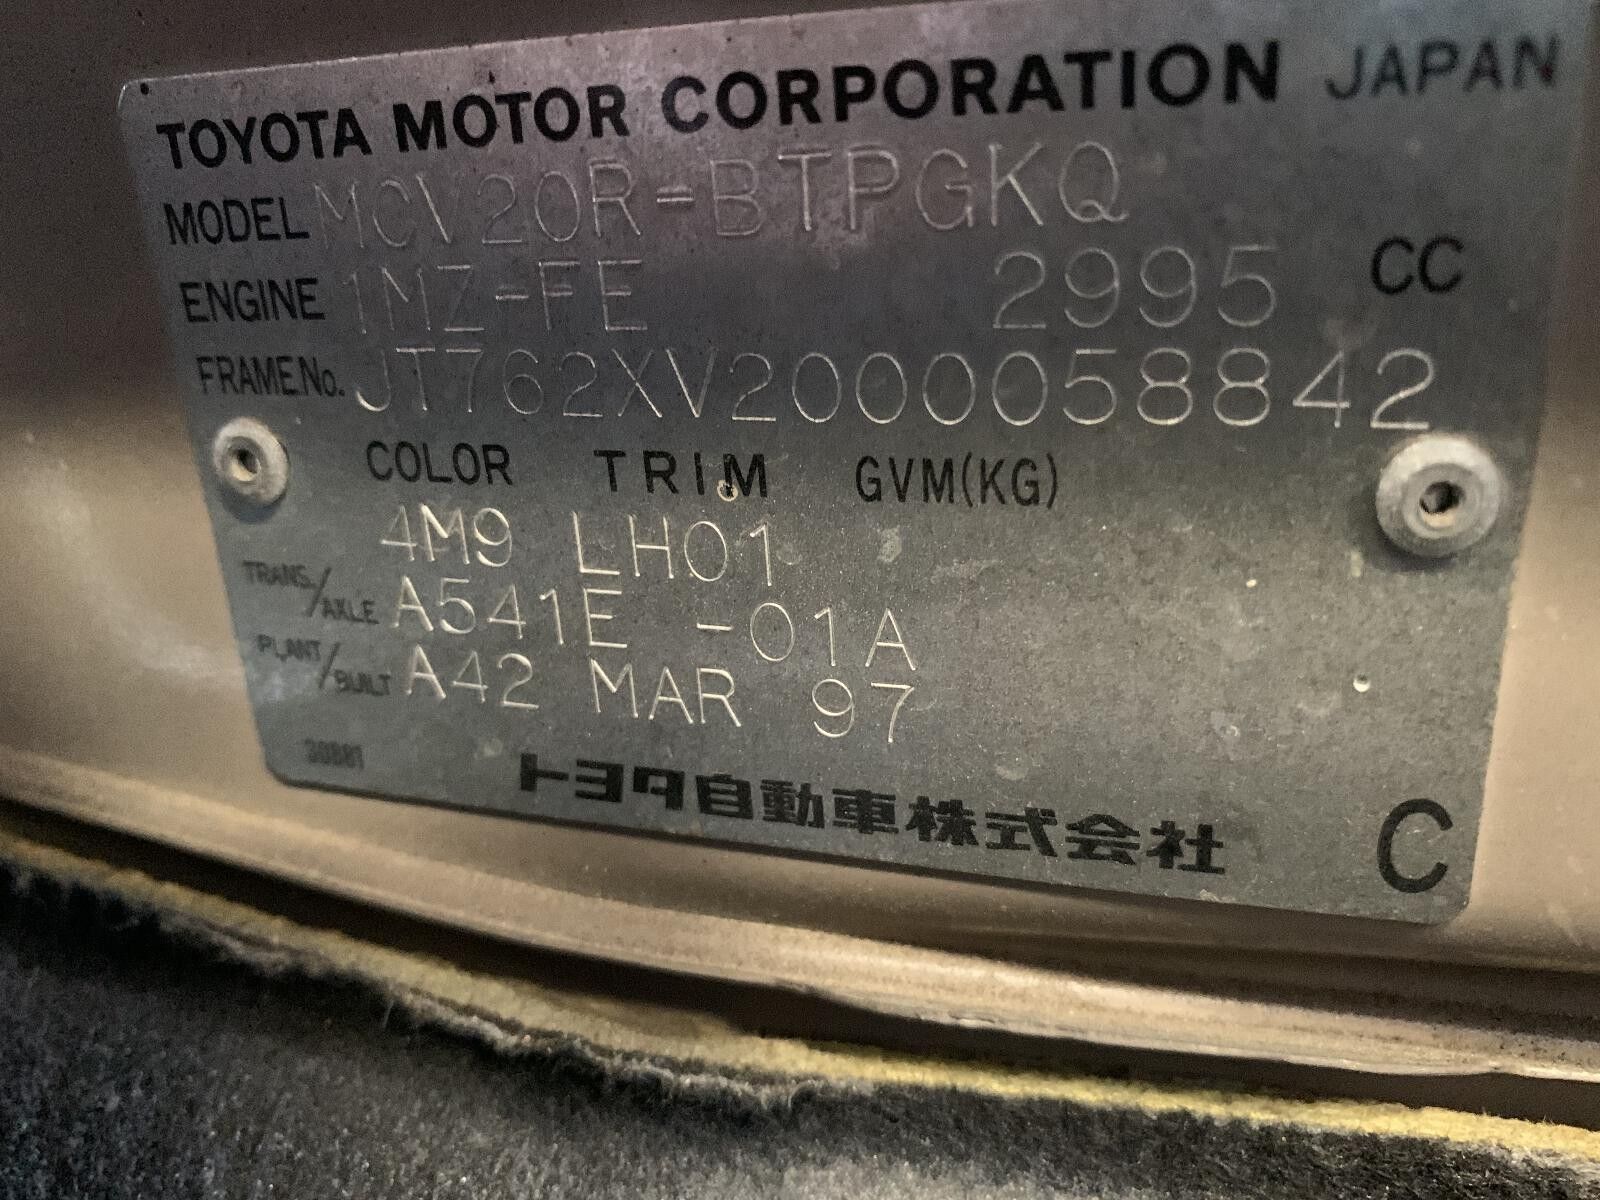 TOYOTA MOTOR CORPORATION JAPAN
MODEL MCV20R-BTPGKQ
ENGINE 1MZ-FE 2995 CC
FRAME No. JT762XV2000058842
COLOR TRIM GVM(KG)
4M9 LH01
TRANS/AXLE A541E -01A
PLANT/BUILT A42 MAR 97
30881
トヨタ自動車株式会社 C